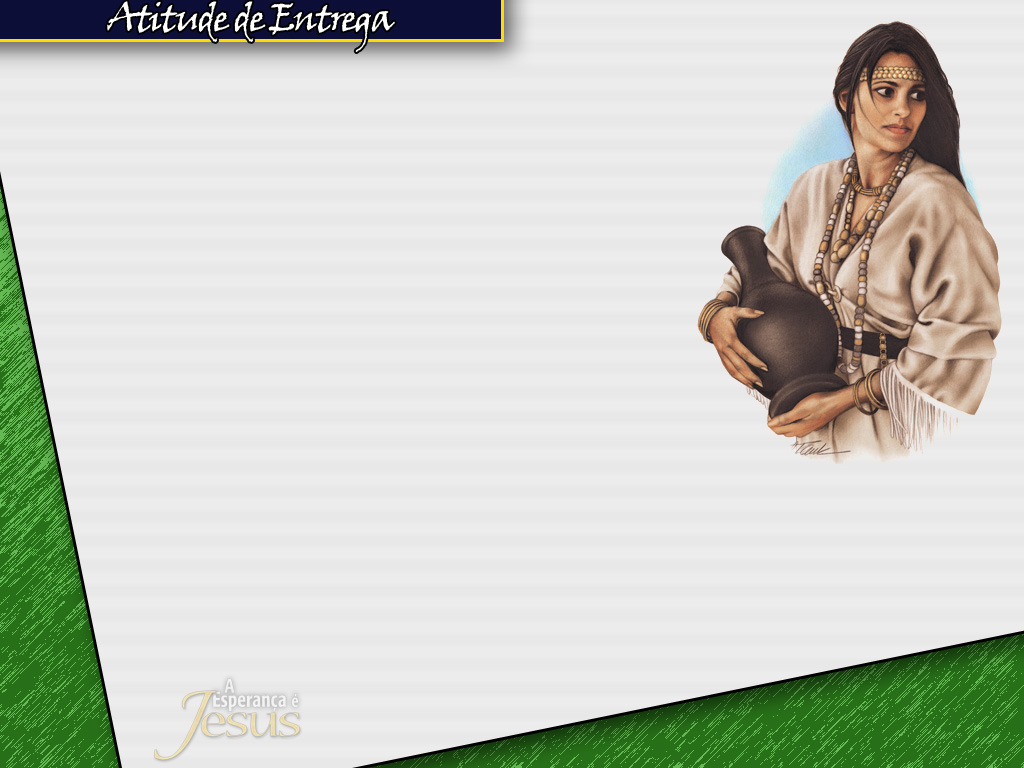 Atitude de Entrega
A
Esperança é
Jesus